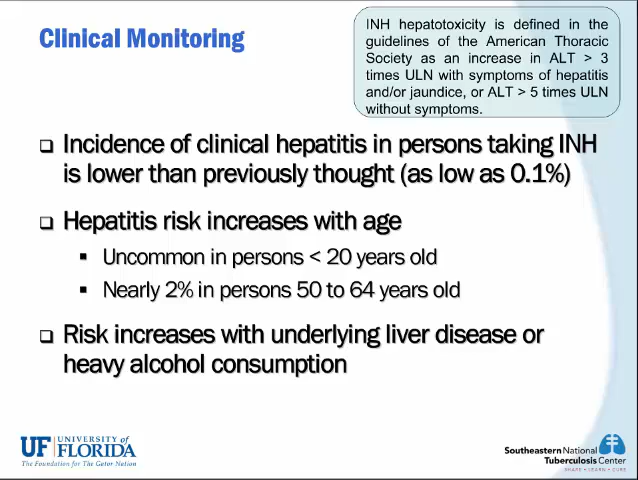 Clinical Monitoring
INH hepatotoxicity is defined in the
guidelines of the American Thoracic
Society as an increase in ALT > 3
times ULN with symptoms of hepatitis
and/or jaundice, or ALT > 5 times ULN
without symptoms.
❑ Incidence of clinical hepatitis in persons taking INH
is lower than previously thought (as low as 0.1%)
❑ Hepatitis risk increases with age
▪ Uncommon in persons < 20 years old
▪ Nearly 2% in persons 50 to 64 years old
❑ Risk increases with underlying liver disease or
heavy alcohol consumption
UF UNIVERSITY of
FLORIDA
The Foundation for The Gator Nation
Southeastern National
Tuberculosis Center
SHARE • LEARN • CURE